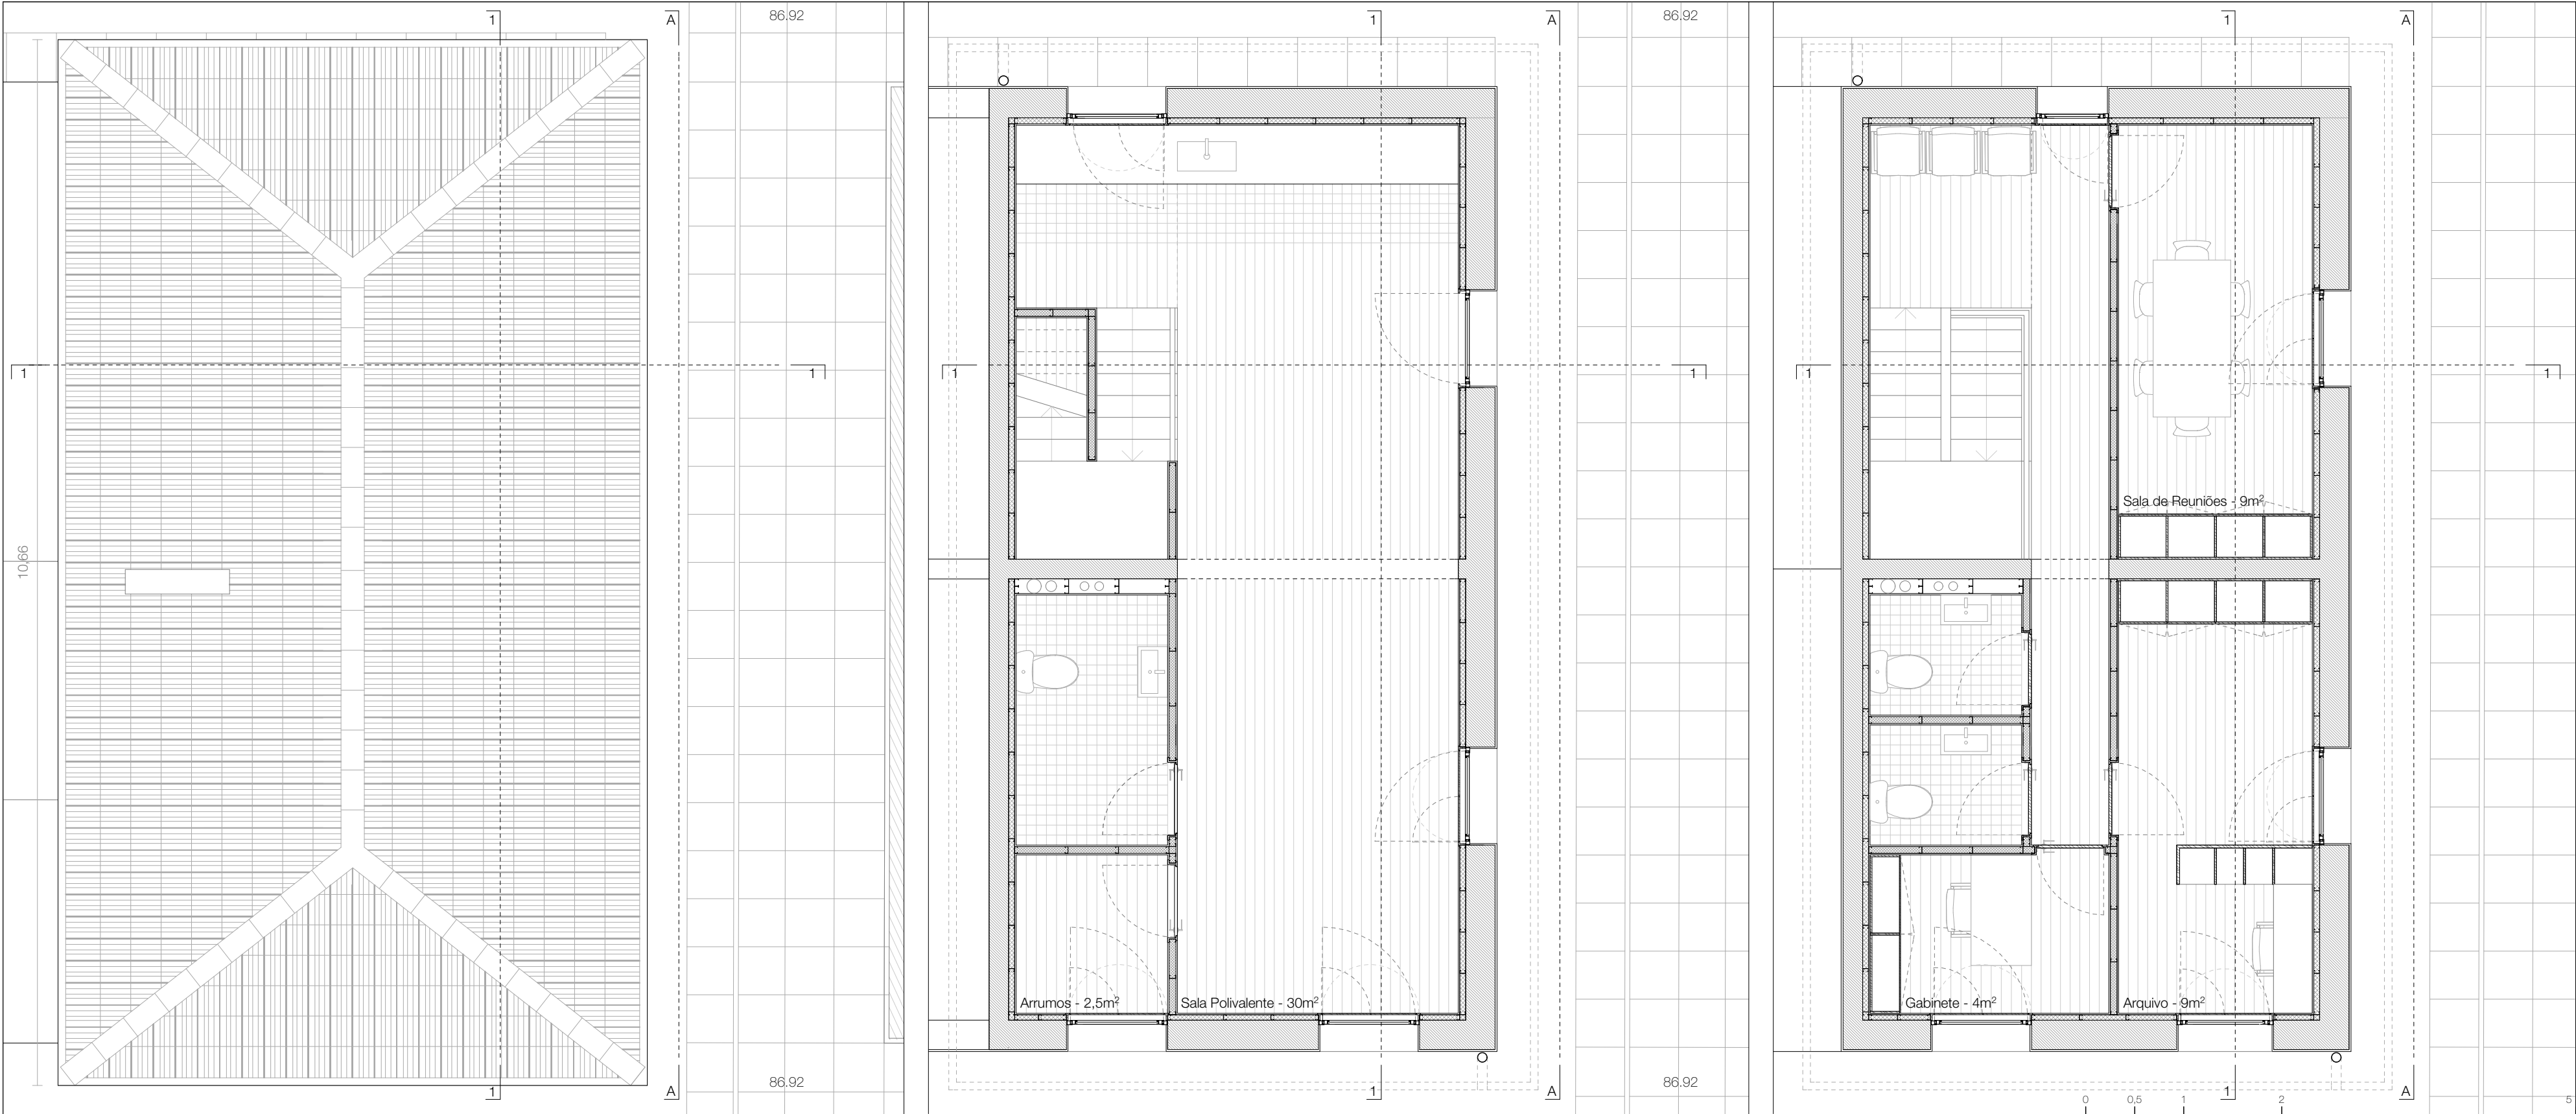 1
A
86.92
1
1
10,66
1
A
86.92
1
A
86.92
1
1
Arrumos - 2,5m²
Sala Polivalente - 30m²
1
A
86.92
1
A
1
1
Sala de Reuniões - 9m²
Gabinete - 4m²
Arquivo - 9m²
1
A
0 0,5 1 2 5